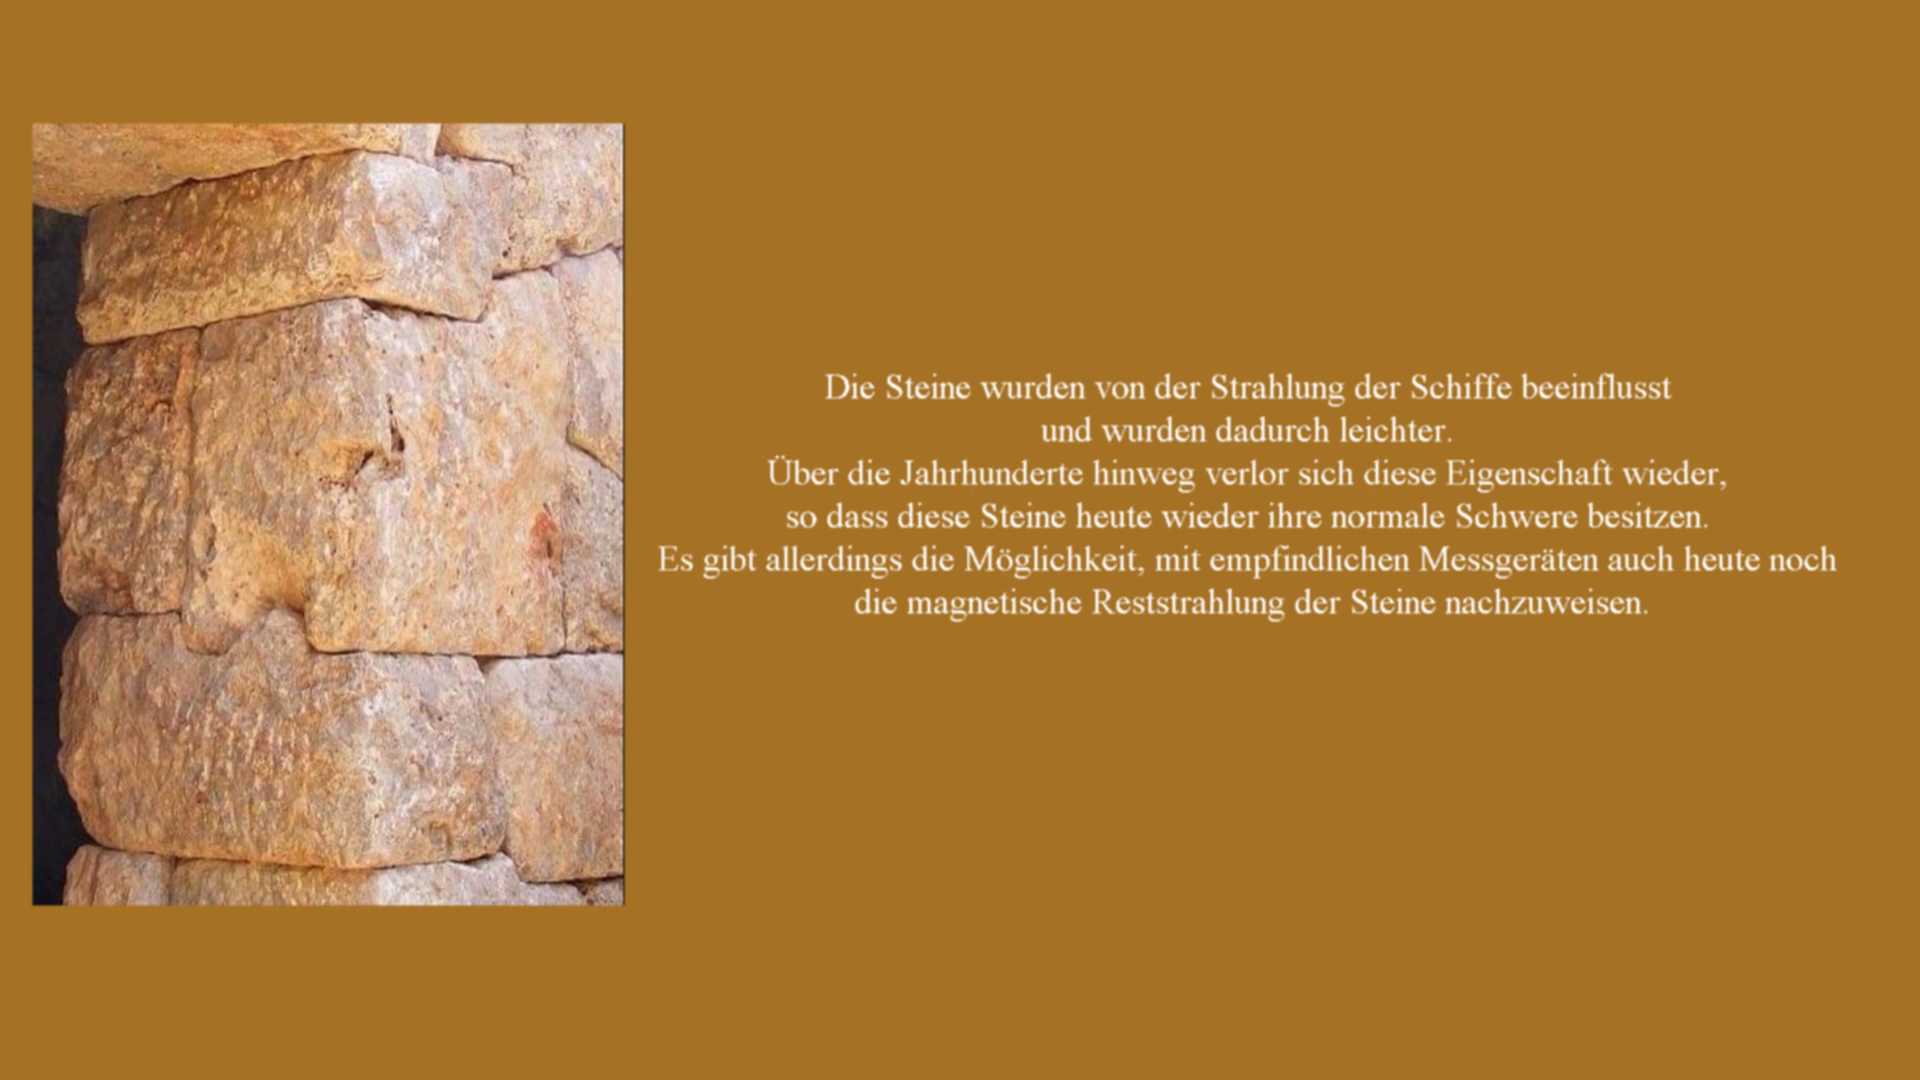 Die Steine wurden von der Strahlung der Schiffe beeinflusst
und wurden dadurch leichter.
Über die Jahrhunderte hinweg verlor sich diese Eigenschaft wieder,
so dass diese Steine heute wieder ihre normale Schwere besitzen.
Es gibt allerdings die Möglichkeit, mit empfindlichen Messgeräten auch heute noch
die magnetische Reststrahlung der Steine nachzuweisen.